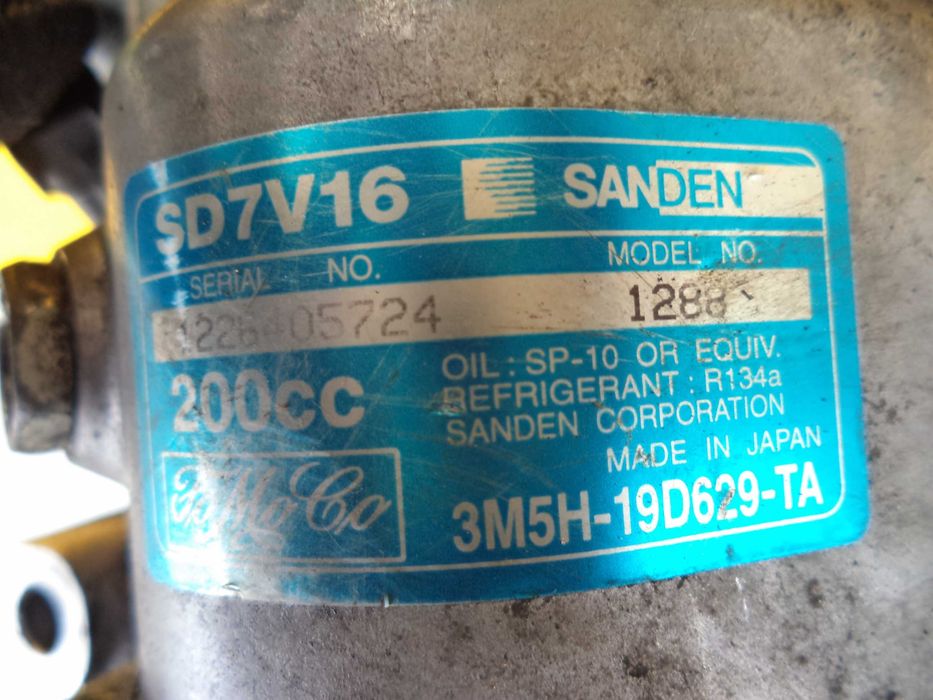 SD7V16 SANDEN
SERIAL NO. MODEL NO.
200cc
OIL : SP-10 OR EQUIV.
REFRIGERANT : R134a
SANDEN CORPORATION
MADE IN JAPAN
FoMoCo
3M5H-19D629-TA